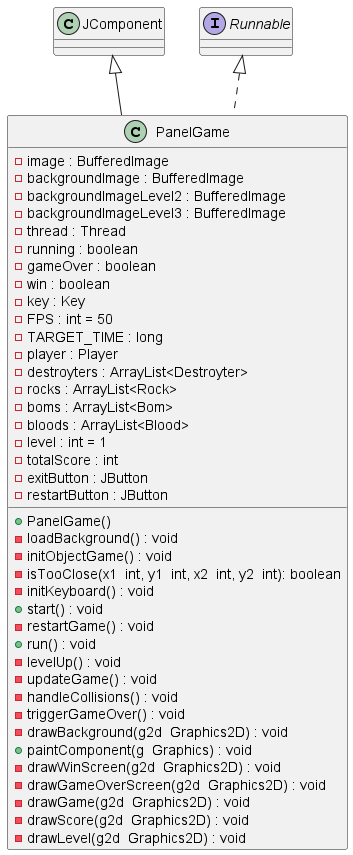 C JComponent
I Runnable
C PanelGame
image : BufferedImage
backgroundImage : BufferedImage
backgroundImageLevel2 : BufferedImage
backgroundImageLevel3 : BufferedImage
thread : Thread
running : boolean
gameOver : boolean
win : boolean
key : Key
FPS : int = 50
TARGET_TIME : long
player : Player
destroyters : ArrayList<Destroyter>
rocks : ArrayList<Rock>
boms : ArrayList<Bom>
bloods : ArrayList<Blood>
level : int = 1
totalScore : int
exitButton : JButton
restartButton : JButton
PanelGame()
loadBackground() : void
initObjectGame() : void
isTooClose(x1 int, y1 int, x2 int, y2 int): boolean
initKeyboard() : void
start() : void
restartGame() : void
run() : void
levelUp() : void
updateGame() : void
handleCollisions() : void
triggerGameOver() : void
drawBackground(g2d Graphics2D) : void
paintComponent(g Graphics) : void
drawWinScreen(g2d Graphics2D) : void
drawGameOverScreen(g2d Graphics2D) : void
drawGame(g2d Graphics2D) : void
drawScore(g2d Graphics2D) : void
drawLevel(g2d Graphics2D) : void